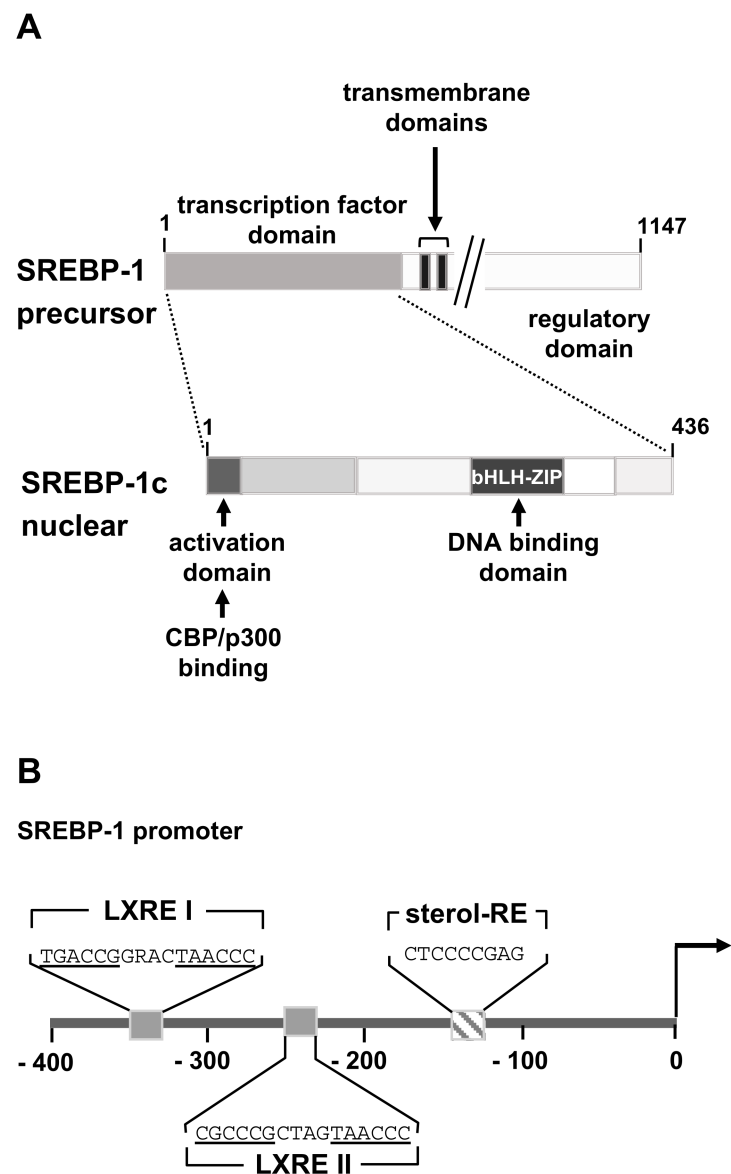 A
transmembrane
domains
transcription factor
domain
1
1147
SREBP-1
precursor
regulatory
domain
1
436
SREBP-1c
nuclear
bHLH-ZIP
activation
domain
DNA binding
domain
CBP/p300
binding
B
SREBP-1 promoter
LXRE I
sterol-RE
TGACCGGRACTAACCC
CTCCCCGAG
- 400
- 300
- 200
- 100
0
CGCCCGCTAGTAACCC
LXRE II